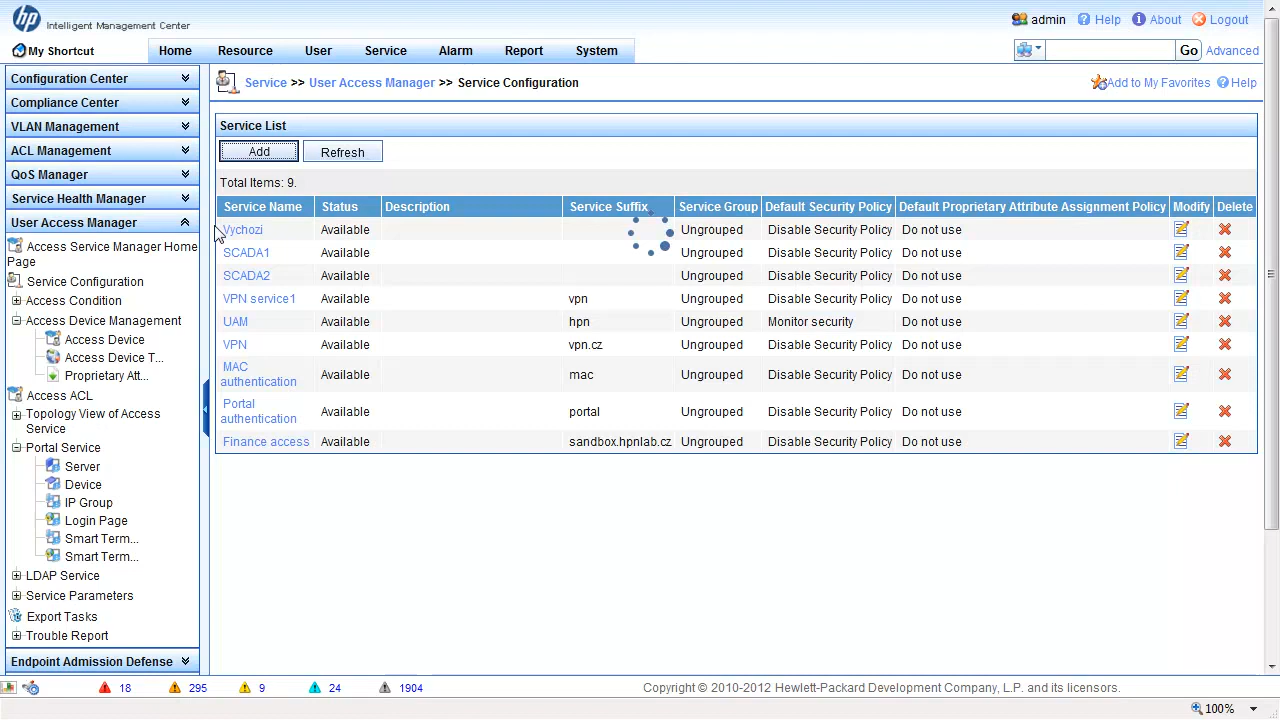 hp Intelligent Management Center
admin Help About Logout
My Shortcut Home Resource User Service Alarm Report System Go Advanced
Configuration Center
Compliance Center
VLAN Management
ACL Management
QoS Manager
Service Health Manager
User Access Manager
Access Service Manager Home
Page
Service Configuration
Access Condition
Access Device Management
Access Device
Access Device T...
Proprietary Att...
Access ACL
Topology View of Access
Service
Portal Service
Server
Device
IP Group
Login Page
Smart Term...
Smart Term...
LDAP Service
Service Parameters
Export Tasks
Trouble Report
Endpoint Admission Defense
Service >> User Access Manager >> Service Configuration
Add to My Favorites Help
Service List
Add Refresh
Total Items: 9.
Service Name Status Description Service Suffix Service Group Default Security Policy Default Proprietary Attribute Assignment Policy Modify Delete
Vychozi Available Ungrouped Disable Security Policy Do not use
SCADA1 Available Ungrouped Disable Security Policy Do not use
SCADA2 Available Ungrouped Disable Security Policy Do not use
VPN service1 Available vpn Ungrouped Disable Security Policy Do not use
UAM Available hpn Ungrouped Monitor security Do not use
VPN Available vpn.cz Ungrouped Disable Security Policy Do not use
MAC
authentication Available mac Ungrouped Disable Security Policy Do not use
Portal
authentication Available portal Ungrouped Disable Security Policy Do not use
Finance access Available sandbox.hpnlab.cz Ungrouped Disable Security Policy Do not use
18 295 9 24 1904
Copyright © 2010-2012 Hewlett-Packard Development Company, L.P. and its licensors.
100%